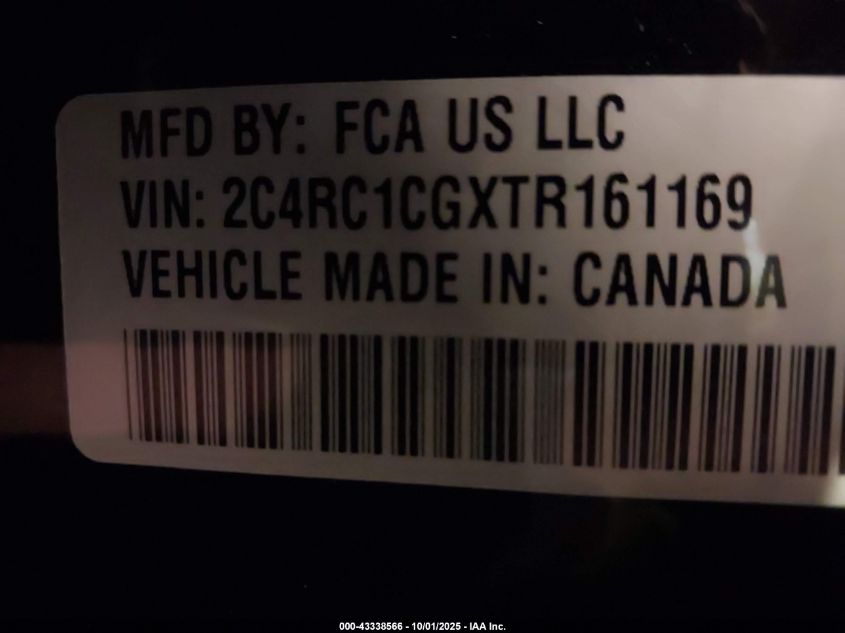 MFD BY: FCA US LLC
VIN: 2C4RC1CGXTR161169
VEHICLE MADE IN: CANADA
000-43338566 - 10/01/2025 - IAA Inc.